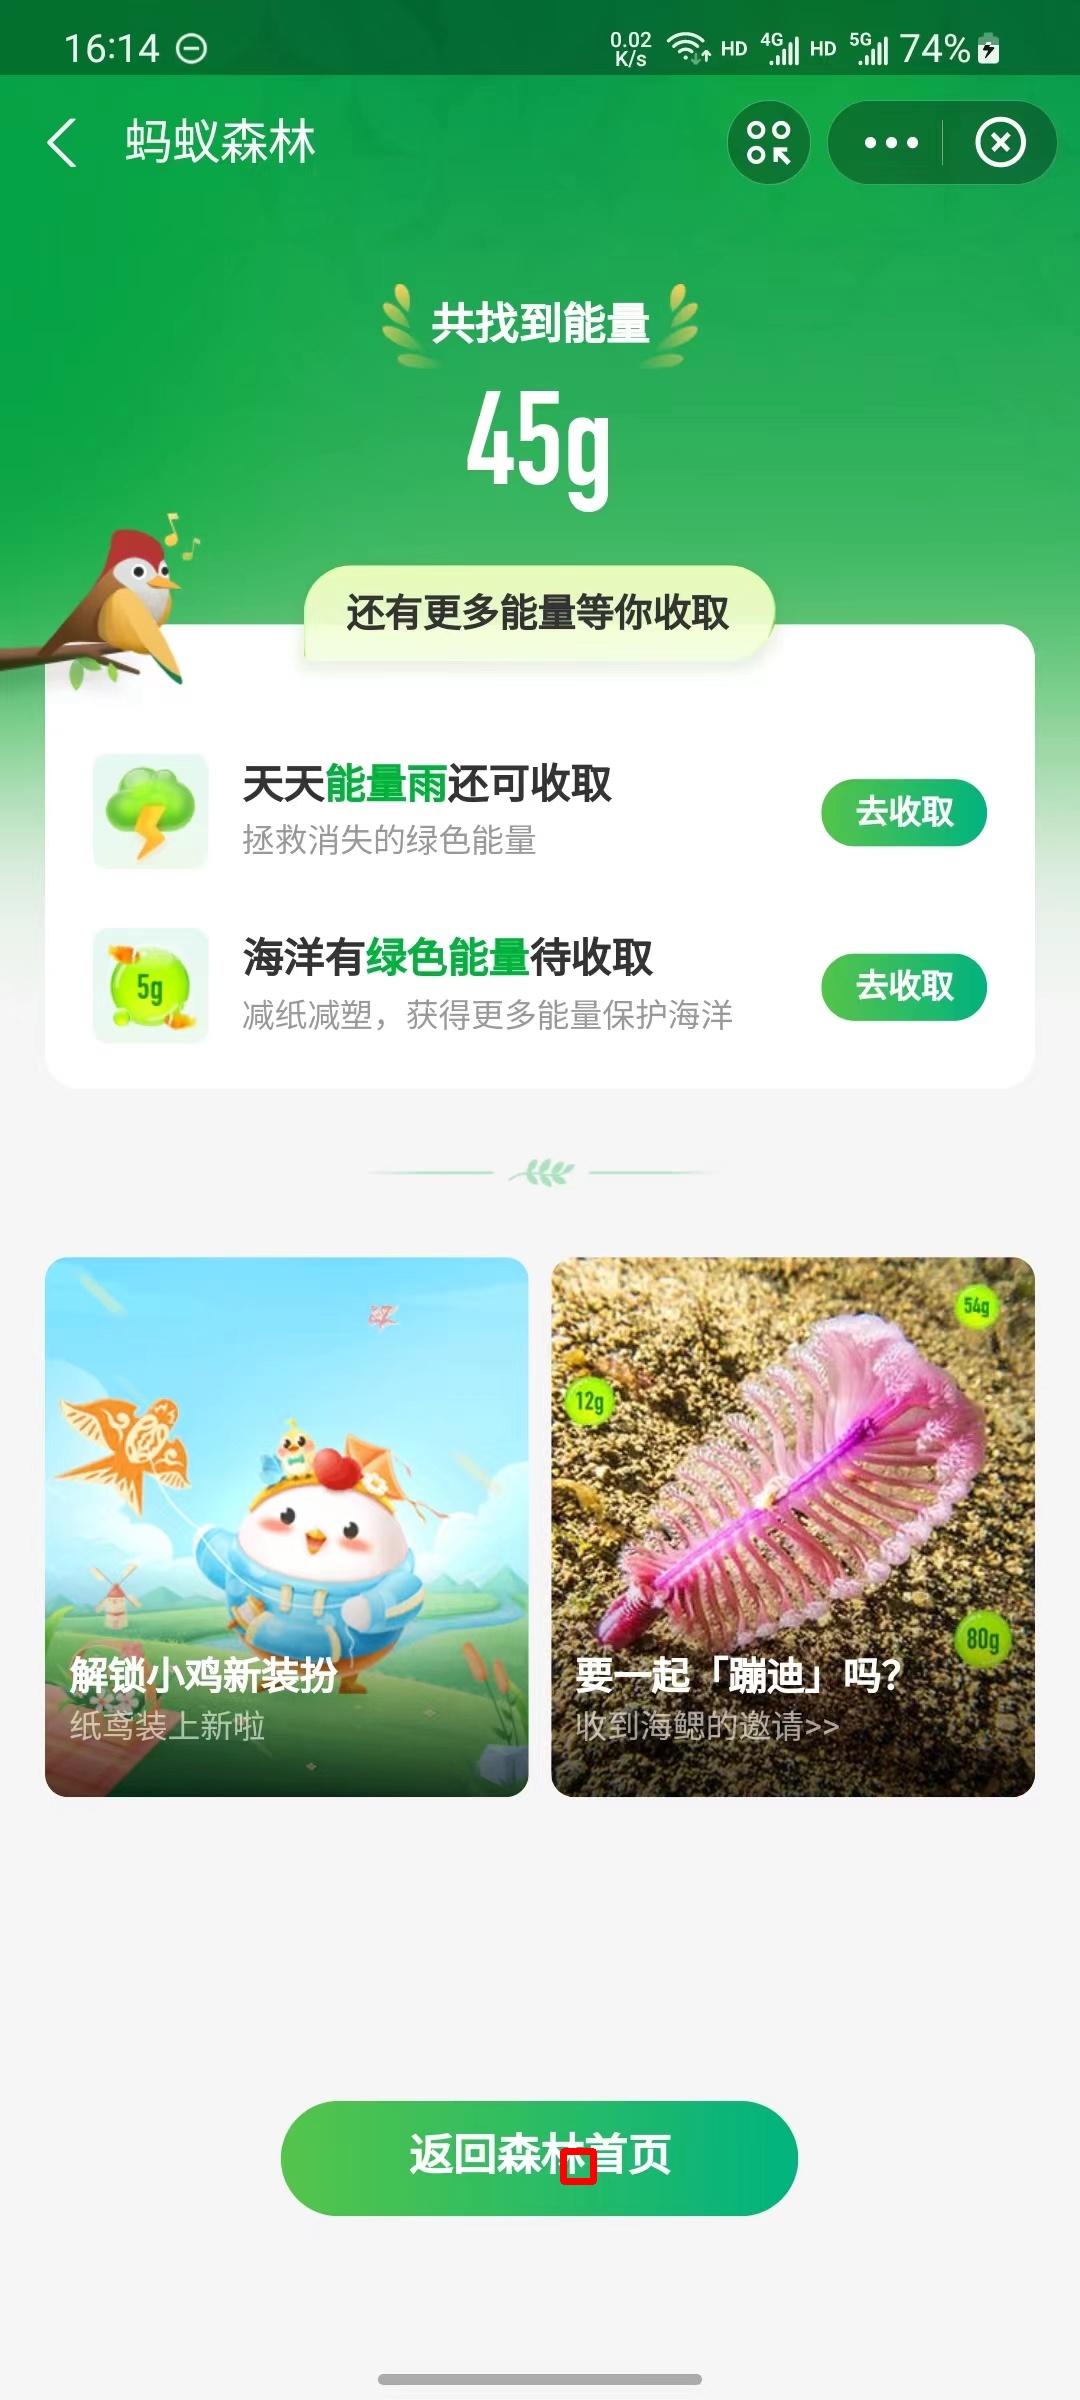 16:14
0.02 K/s HD 4G HD 5G 74%
蚂蚁森林
共找到能量
45g
还有更多能量等你收取
天天能量雨还可收取
拯救消失的绿色能量
去收取
5g
海洋有绿色能量待收取
减纸减塑，获得更多能量保护海洋
去收取
54g
12g
80g
解锁小鸡新装扮
纸鸢装上新啦
要一起「蹦迪」吗?
收到海鳃的邀请>>
返回森林首页